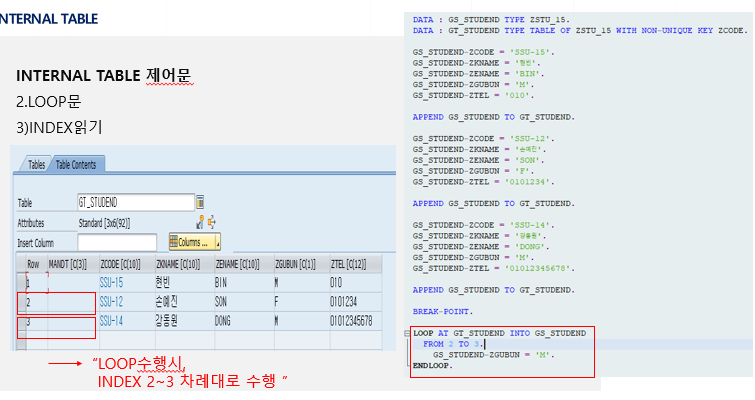 NTERNAL TABLE
INTERNAL TABLE 제어문
2.LOOP문
3)INDEX읽기
Tables Table Contents
Table GT_STUDEND
Attributes Standard [3x6(92)]
Insert Column Columns ...
Row MANDT [C(3)] ZCODE [C(10)] ZKNAME [C(10)] ZENAME [C(10)] ZGUBUN [C(1)] ZTEL [C(12)]
1 SSU-15 현빈 BIN M 010
2 SSU-12 손예진 SON F 0101234
3 SSU-14 강동원 DONG M 01012345678
“LOOP수행시,
INDEX 2~3 차례대로 수행 ”
DATA : GS_STUDEND TYPE ZSTU_15.
DATA : GT_STUDEND TYPE TABLE OF ZSTU_15 WITH NON-UNIQUE KEY ZCODE.
GS_STUDEND-ZCODE = 'SSU-15'.
GS_STUDEND-ZKNAME = '현빈'.
GS_STUDEND-ZENAME = 'BIN'.
GS_STUDEND-ZGUBUN = 'M'.
GS_STUDEND-ZTEL = '010'.
APPEND GS_STUDEND TO GT_STUDEND.
GS_STUDEND-ZCODE = 'SSU-12'.
GS_STUDEND-ZKNAME = '손예진'.
GS_STUDEND-ZENAME = 'SON'.
GS_STUDEND-ZGUBUN = 'F'.
GS_STUDEND-ZTEL = '0101234'.
APPEND GS_STUDEND TO GT_STUDEND.
GS_STUDEND-ZCODE = 'SSU-14'.
GS_STUDEND-ZKNAME = '강동원'.
GS_STUDEND-ZENAME = 'DONG'.
GS_STUDEND-ZGUBUN = 'M'.
GS_STUDEND-ZTEL = '01012345678'.
APPEND GS_STUDEND TO GT_STUDEND.
BREAK-POINT.
LOOP AT GT_STUDEND INTO GS_STUDEND
FROM 2 TO 3.
GS_STUDEND-ZGUBUN = 'M'.
ENDLOOP.